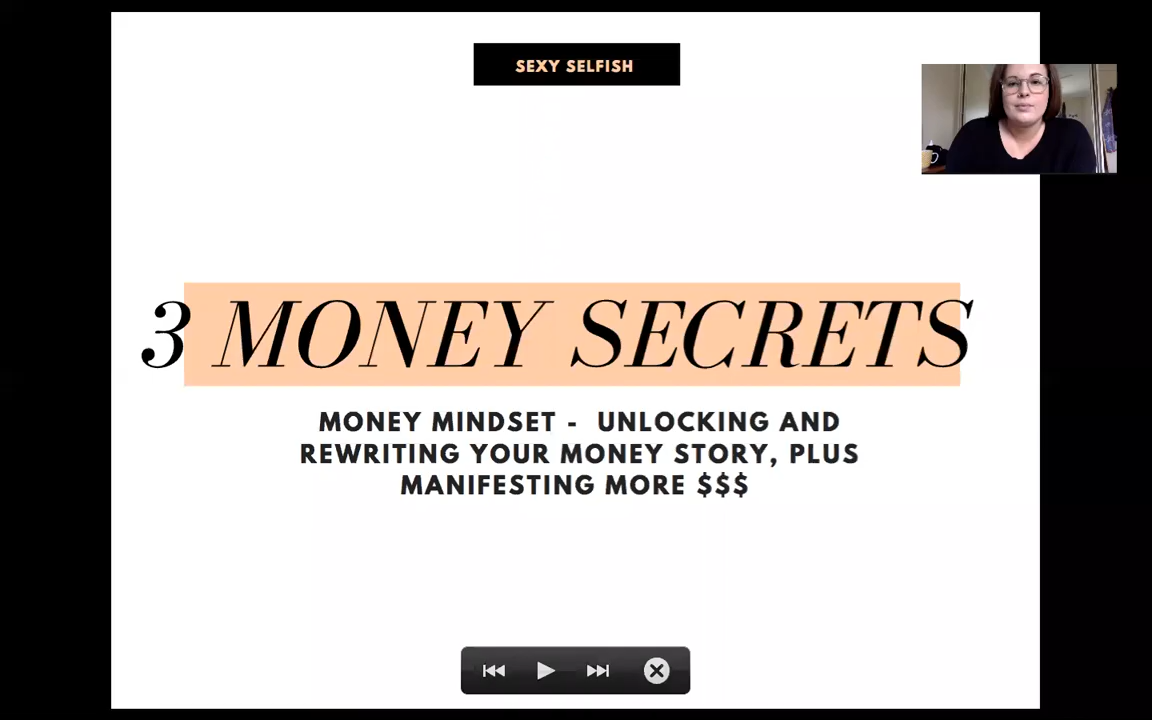 SEXY SELFISH
3 MONEY SECRETS
MONEY MINDSET - UNLOCKING AND
REWRITING YOUR MONEY STORY, PLUS
MANIFESTING MORE $$$